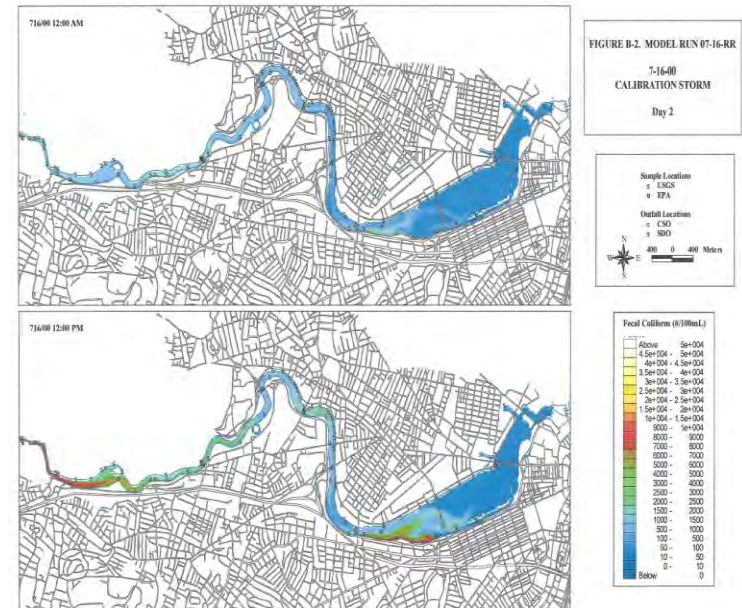 716/00 12:00 AM
716/00 12:00 PM
FIGURE B-2. MODEL RUN 07-16-RR
7-16-00
CALIBRATION STORM
Day 2
Sample Locations
USGS
EPA
Outfall Locations
CSO
SDO
N
W E
S
400 0 400 Meters
Fecal Coliform (#/100mL)
Above 5e+004
4.5e+004 - 5e+004
4e+004 - 4.5e+004
3.5e+004 - 4e+004
3e+004 - 3.5e+004
2.5e+004 - 3e+004
2e+004 - 2.5e+004
1.5e+004 - 2e+004
1e+004 - 1.5e+004
9000 - 1e+004
8000 - 9000
7000 - 8000
6000 - 7000
5000 - 6000
4000 - 5000
3000 - 4000
2500 - 3000
2000 - 2500
1500 - 2000
1000 - 1500
500 - 1000
100 - 500
50 - 100
10 - 50
0 - 10
Below 0